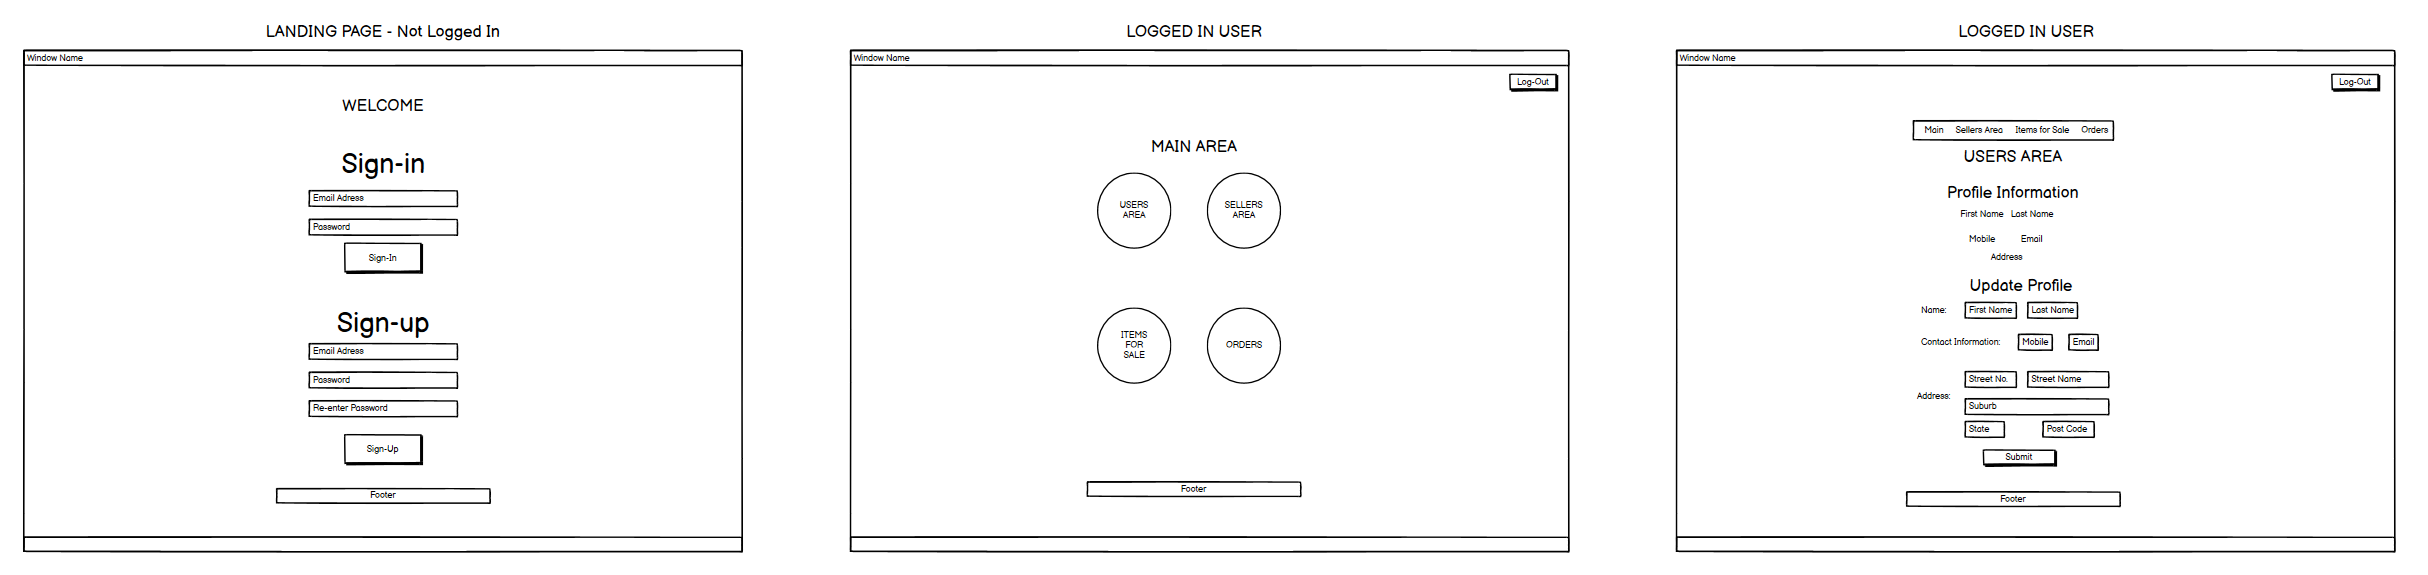 LANDING PAGE - Not Logged In
Window Name
WELCOME
Sign-in
Email Adress
Password
Sign-In
Sign-up
Email Adress
Password
Re-enter Password
Sign-Up
Footer
LOGGED IN USER
Window Name
Log-Out
MAIN AREA
USERS
AREA
SELLERS
AREA
ITEMS
FOR
SALE
ORDERS
Footer
LOGGED IN USER
Window Name
Log-Out
Main Sellers Area Items for Sale Orders
USERS AREA
Profile Information
First Name Last Name
Mobile Email
Address
Update Profile
Name: First Name Last Name
Contact Information: Mobile Email
Street No. Street Name
Address:
Suburb
State Post Code
Submit
Footer